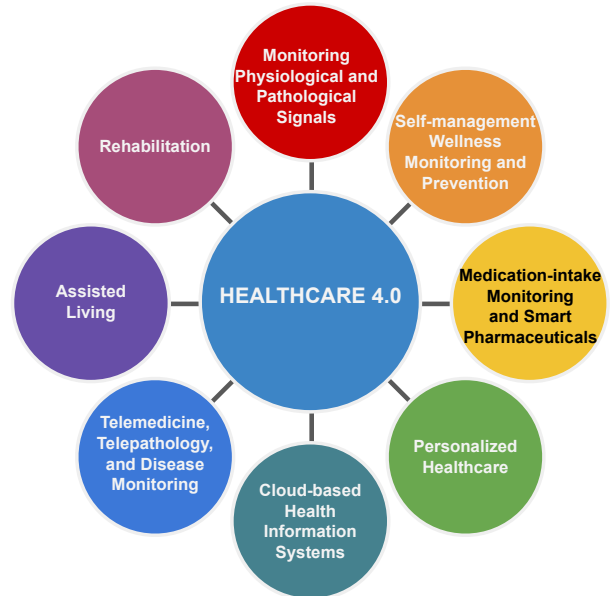 Monitoring
Physiological and
Pathological
Signals
Self-management
Wellness
Monitoring and
Prevention
Medication-intake
Monitoring
and Smart
Pharmaceuticals
Personalized
Healthcare
Cloud-based
Health
Information
Systems
Telemedicine,
Telepathology,
and Disease
Monitoring
Assisted
Living
Rehabilitation
HEALTHCARE 4.0